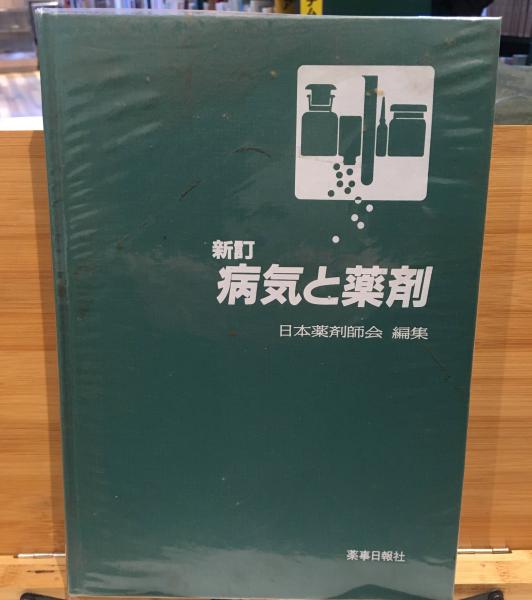 新訂
病気と薬剤
日本薬剤師会 編集
薬事日報社